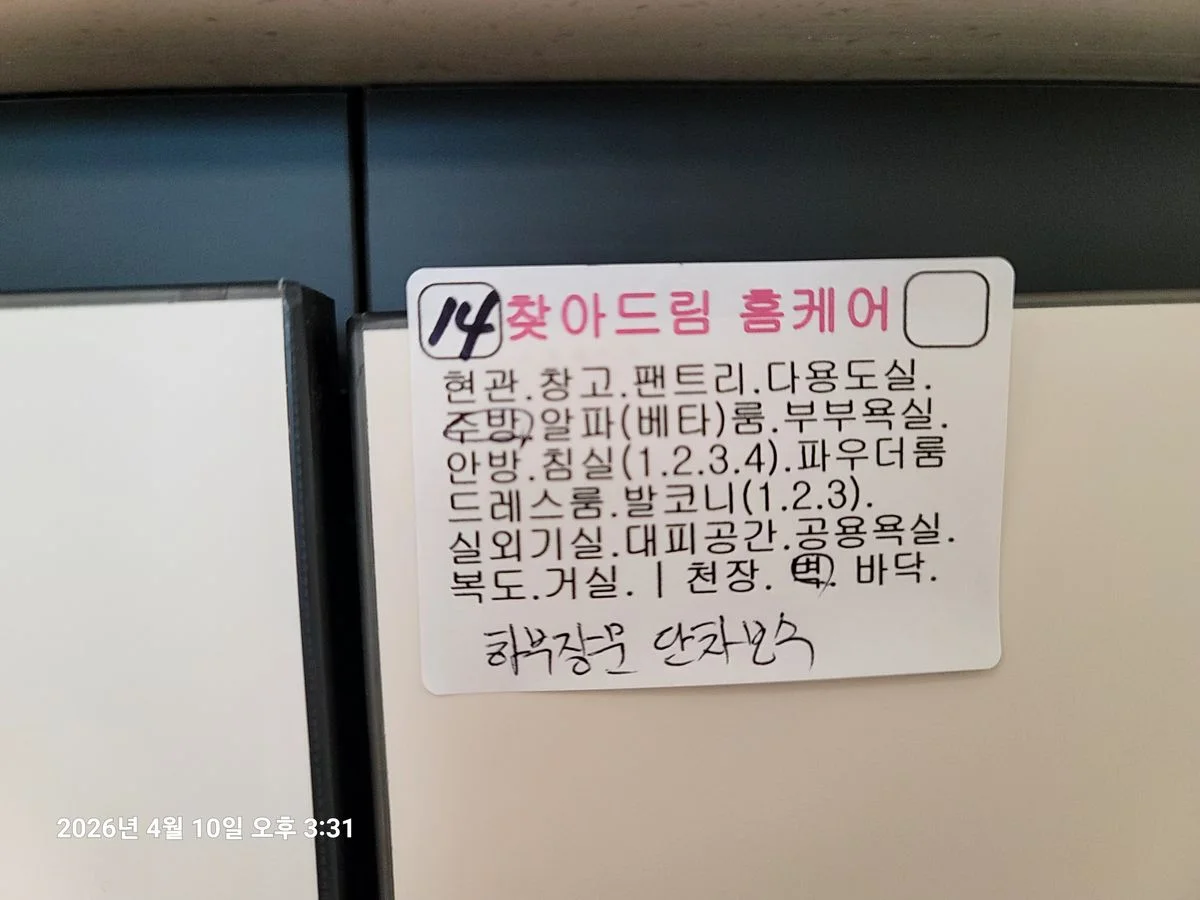 14 찾아드림 홈케어
현관.창고.팬트리.다용도실.
주방.알파(베타)룸.부부욕실.
안방.침실(1.2.3.4).파우더룸
드레스룸.발코니(1.2.3).
실외기실.대피공간.공용욕실.
복도.거실. | 천장. 벽. 바닥.
하부장문 단차보수
2026년 4월 10일 오후 3:31